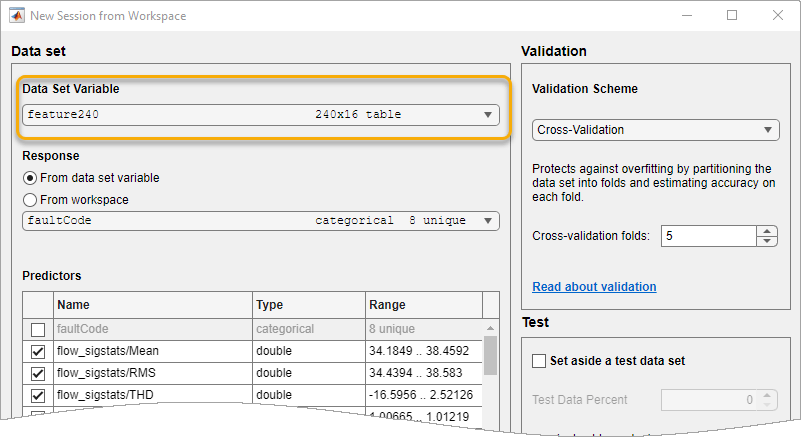 New Session from Workspace
Data set
Data Set Variable
feature240 240x16 table
Response
From data set variable
From workspace
faultCode categorical 8 unique
Predictors
Name Type Range
faultCode categorical 8 unique
flow_sigstats/Mean double 34.1849 .. 38.4592
flow_sigstats/RMS double 34.4394 .. 38.583
flow_sigstats/THD double -16.5956 .. 2.52126
1.00665 .. 1.01219
Validation
Validation Scheme
Cross-Validation
Protects against overfitting by partitioning the
data set into folds and estimating accuracy on
each fold.
Cross-validation folds: 5
Read about validation
Test
Set aside a test data set
Test Data Percent 0